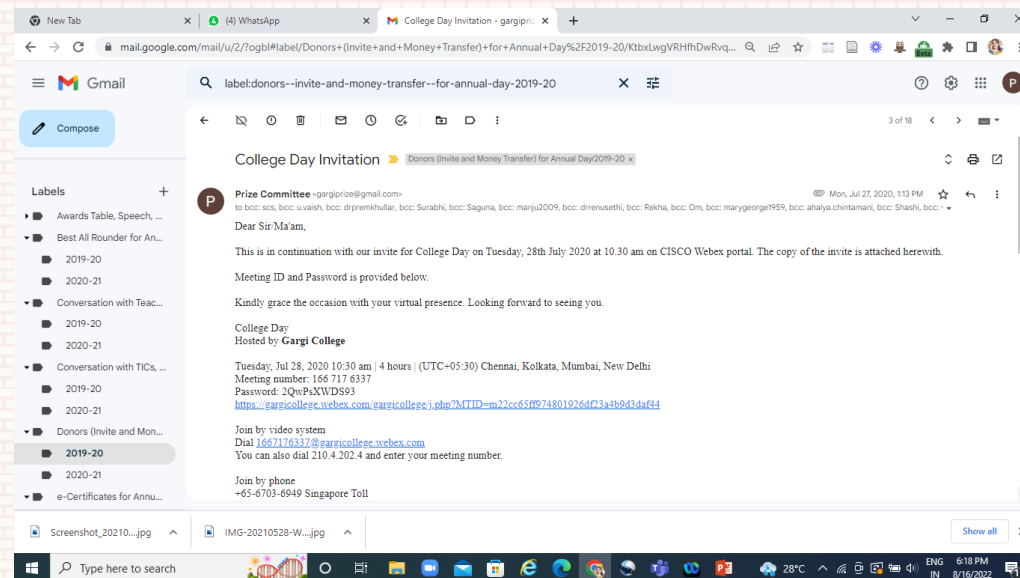 New Tab
(4) WhatsApp
College Day Invitation - gargipriz
mail.google.com/mail/u/2/?ogbl#label/Donors+(Invite+and+Money+Transfer)+for+Annual+Day%2F2019-20/KtbxLwgVRHfhDwRvq...
Beta
Gmail
label:donors--invite-and-money-transfer--for-annual-day-2019-20
P
Compose
3 of 18
College Day Invitation
Donors (Invite and Money Transfer) for Annual Day/2019-20 ×
Labels
Awards Table, Speech, ...
Best All Rounder for An...
2019-20
2020-21
Conversation with Teac...
2019-20
2020-21
Conversation with TICs, ...
2019-20
2020-21
Donors (Invite and Mon...
2019-20
2020-21
e-Certificates for Annu...
P
Prize Committee <gargiprize@gmail.com>
Mon, Jul 27, 2020, 1:13 PM
to bcc: scs, bcc: u.vaish, bcc: drpremkhullar, bcc: Surabhi, bcc: Saguna, bcc: manju2009, bcc: drrenusethi, bcc: Rekha, bcc: Om, bcc: marygeorge1959, bcc: ahalya.chintamani, bcc: Shashi, bcc:
Dear Sir/Ma'am,
This is in continuation with our invite for College Day on Tuesday, 28th July 2020 at 10.30 am on CISCO Webex portal. The copy of the invite is attached herewith.
Meeting ID and Password is provided below.
Kindly grace the occasion with your virtual presence. Looking forward to seeing you.
College Day
Hosted by Gargi College
Tuesday, Jul 28, 2020 10:30 am | 4 hours | (UTC+05:30) Chennai, Kolkata, Mumbai, New Delhi
Meeting number: 166 717 6337
Password: 2QwPsXWDS93
https://gargicollege.webex.com/gargicollege/j.php?MTID=m22cc65ff974801926df23a4b9d3daf44
Join by video system
Dial 1667176337@gargicollege.webex.com
You can also dial 210.4.202.4 and enter your meeting number.
Join by phone
+65-6703-6949 Singapore Toll
Screenshot_20210....jpg
IMG-20210528-W....jpg
Show all
Type here to search
28°C
ENG
IN
6:18 PM
8/16/2022